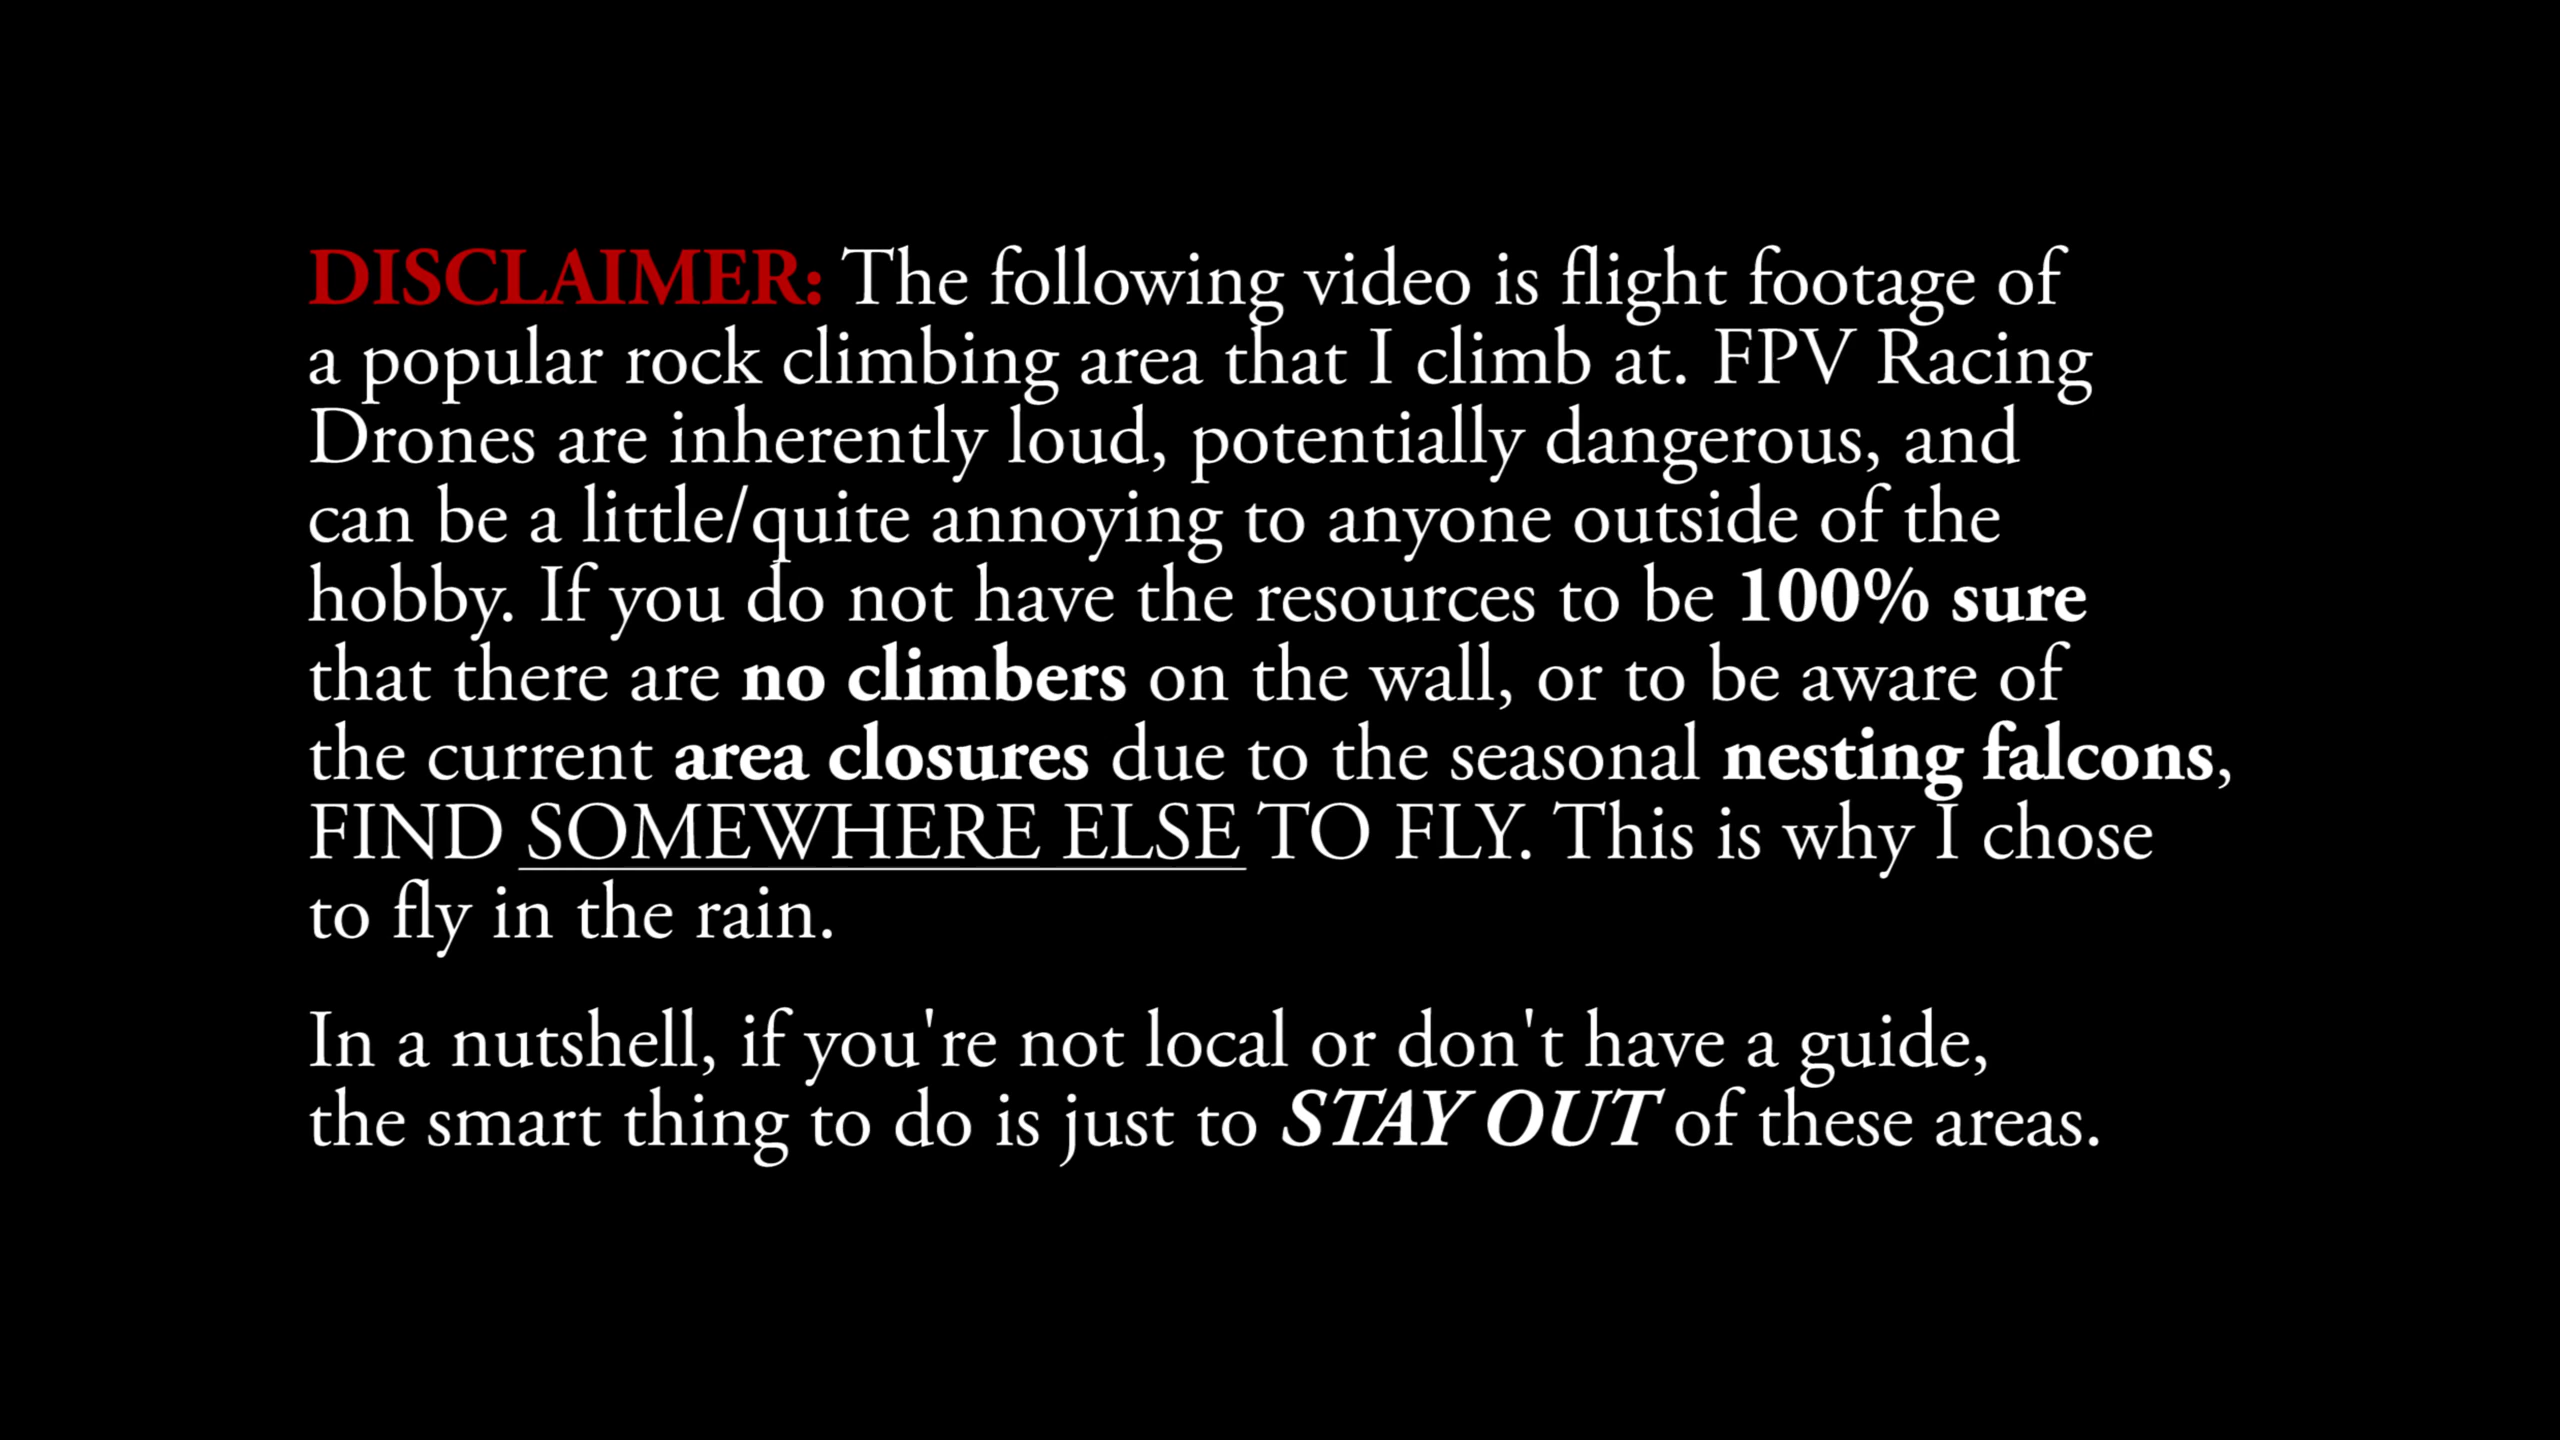 DISCLAIMER: The following video is flight footage of
a popular rock climbing area that I climb at. FPV Racing
Drones are inherently loud, potentially dangerous, and
can be a little/quite annoying to anyone outside of the
hobby. If you do not have the resources to be 100% sure
that there are no climbers on the wall, or to be aware of
the current area closures due to the seasonal nesting falcons,
FIND SOMEWHERE ELSE TO FLY. This is why I chose
to fly in the rain.
In a nutshell, if you're not local or don't have a guide,
the smart thing to do is just to STAY OUT of these areas.